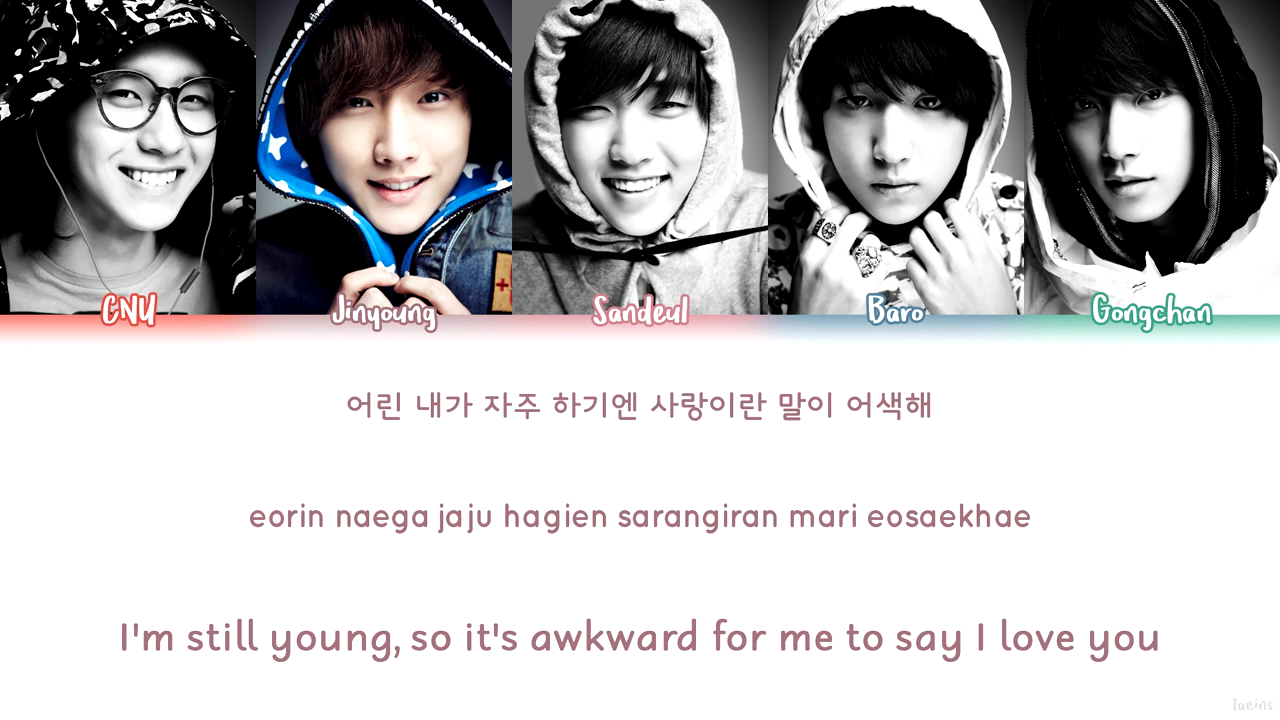 CNU
Jinyoung
Sandeul
Baro
Gongchan
어린 내가 자주 하기엔 사랑이란 말이 어색해
eorin naega jaju hagien sarangiran mari eosaekhae
I'm still young, so it's awkward for me to say I love you
Taeins